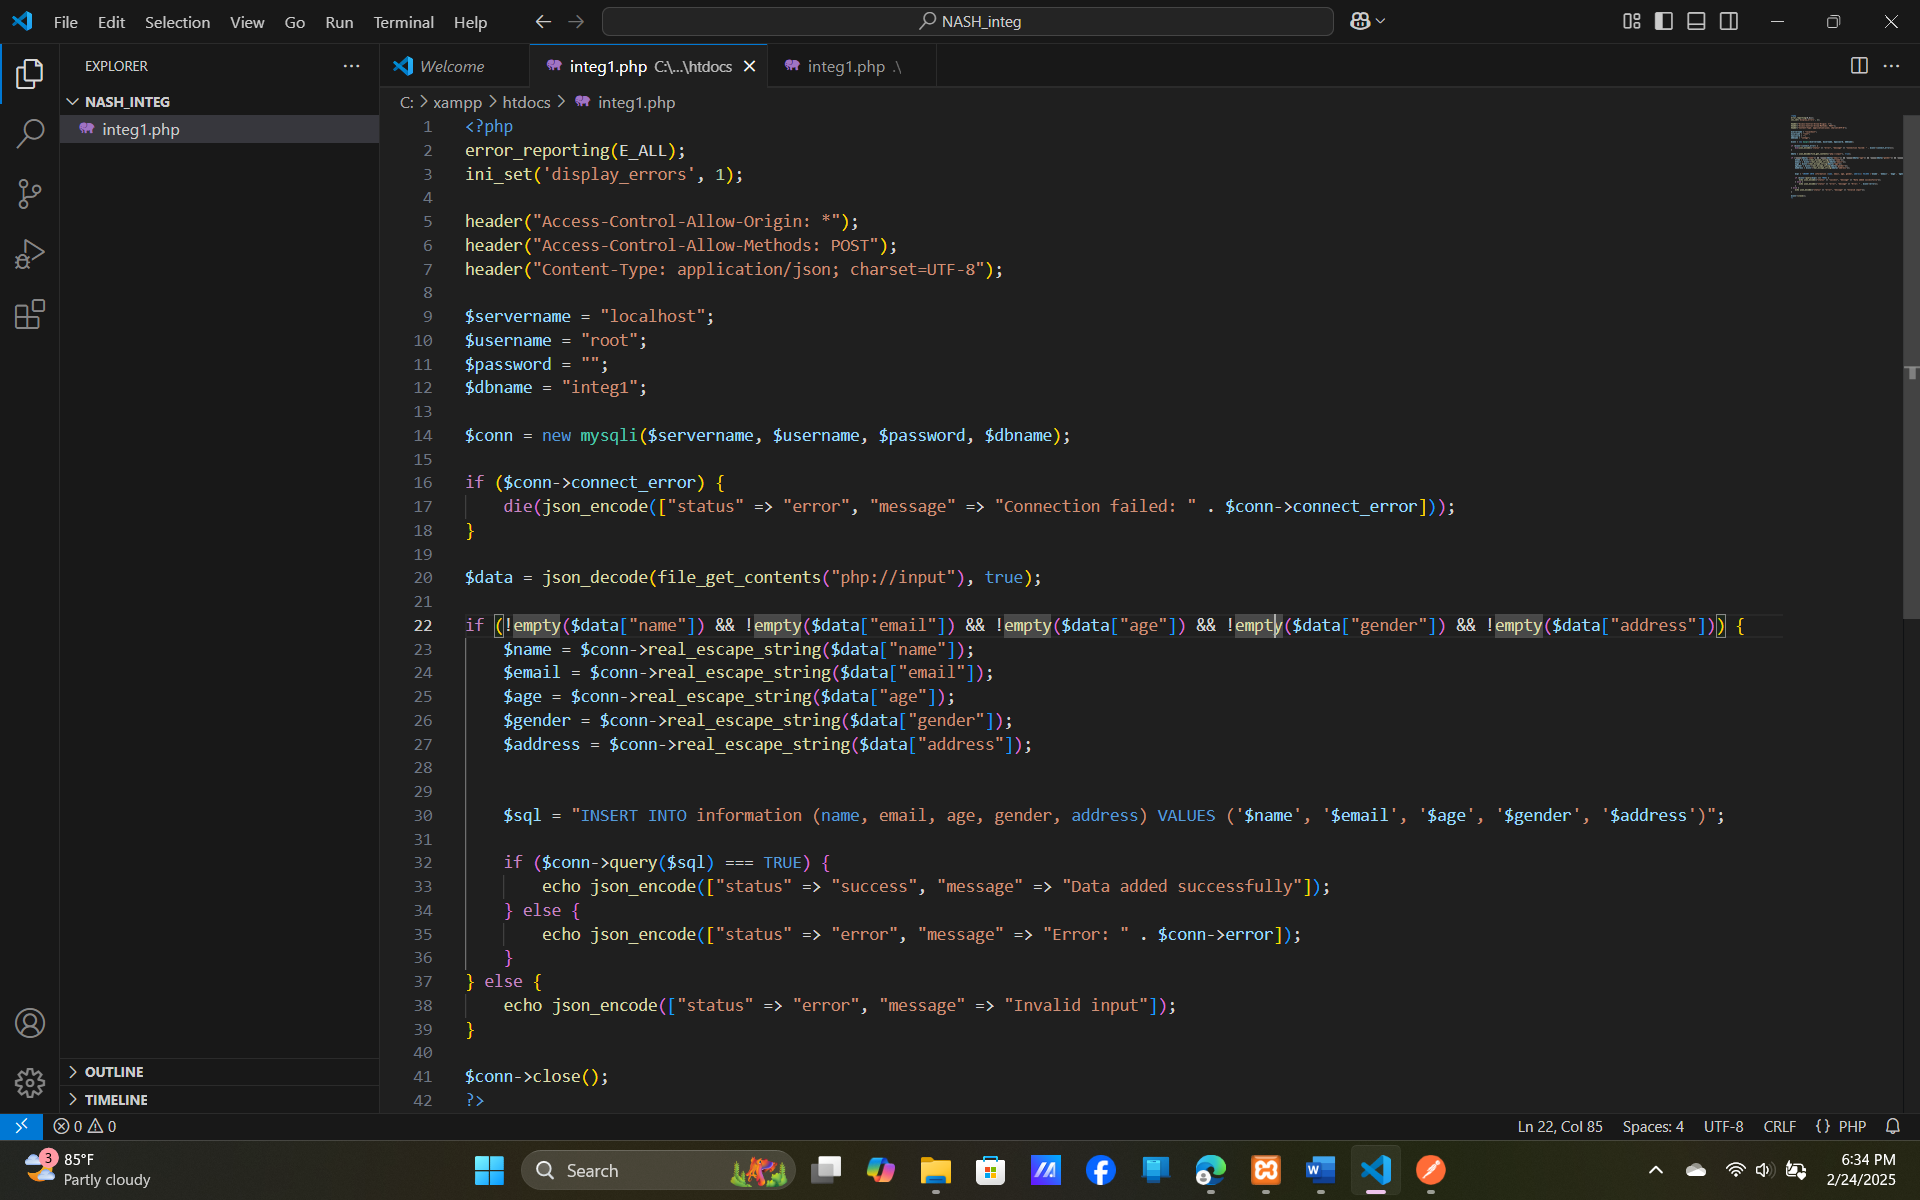 File Edit Selection View Go Run Terminal Help
NASH_integ
EXPLORER
NASH_INTEG
integ1.php
OUTLINE
TIMELINE
Welcome
integ1.php C:\...\htdocs
integ1.php .\
C: > xampp > htdocs > integ1.php
1 <?php
2 error_reporting(E_ALL);
3 ini_set('display_errors', 1);
4
5 header("Access-Control-Allow-Origin: *");
6 header("Access-Control-Allow-Methods: POST");
7 header("Content-Type: application/json; charset=UTF-8");
8
9 $servername = "localhost";
10 $username = "root";
11 $password = "";
12 $dbname = "integ1";
13
14 $conn = new mysqli($servername, $username, $password, $dbname);
15
16 if ($conn->connect_error) {
17     die(json_encode(["status" => "error", "message" => "Connection failed: " . $conn->connect_error]));
18 }
19
20 $data = json_decode(file_get_contents("php://input"), true);
21
22 if (!empty($data["name"]) && !empty($data["email"]) && !empty($data["age"]) && !empty($data["gender"]) && !empty($data["address"])) {
23     $name = $conn->real_escape_string($data["name"]);
24     $email = $conn->real_escape_string($data["email"]);
25     $age = $conn->real_escape_string($data["age"]);
26     $gender = $conn->real_escape_string($data["gender"]);
27     $address = $conn->real_escape_string($data["address"]);
28
29
30     $sql = "INSERT INTO information (name, email, age, gender, address) VALUES ('$name', '$email', '$age', '$gender', '$address')";
31
32     if ($conn->query($sql) === TRUE) {
33         echo json_encode(["status" => "success", "message" => "Data added successfully"]);
34     } else {
35         echo json_encode(["status" => "error", "message" => "Error: " . $conn->error]);
36     }
37 } else {
38     echo json_encode(["status" => "error", "message" => "Invalid input"]);
39 }
40
41 $conn->close();
42 ?>
0 0
Ln 22, Col 85 Spaces: 4 UTF-8 CRLF {} PHP
3
85°F
Partly cloudy
Search
6:34 PM
2/24/2025